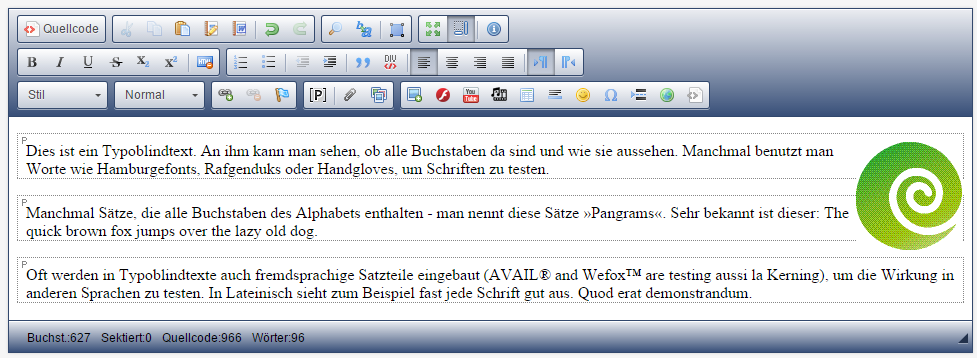 Quellcode
B I U S X₂ X² HTML DIV
Stil Normal [P] You Tube
P
Dies ist ein Typoblindtext. An ihm kann man sehen, ob alle Buchstaben da sind und wie sie aussehen. Manchmal benutzt man
Worte wie Hamburgefonts, Rafgenduks oder Handgloves, um Schriften zu testen.
P
Manchmal Sätze, die alle Buchstaben des Alphabets enthalten - man nennt diese Sätze »Pangrams«. Sehr bekannt ist dieser: The
quick brown fox jumps over the lazy old dog.
P
Oft werden in Typoblindtexte auch fremdsprachige Satzteile eingebaut (AVAIL® and Wefox™ are testing aussi la Kerning), um die Wirkung in
anderen Sprachen zu testen. In Lateinisch sieht zum Beispiel fast jede Schrift gut aus. Quod erat demonstrandum.
Buchst.:627 Sektiert:0 Quellcode:966 Wörter:96